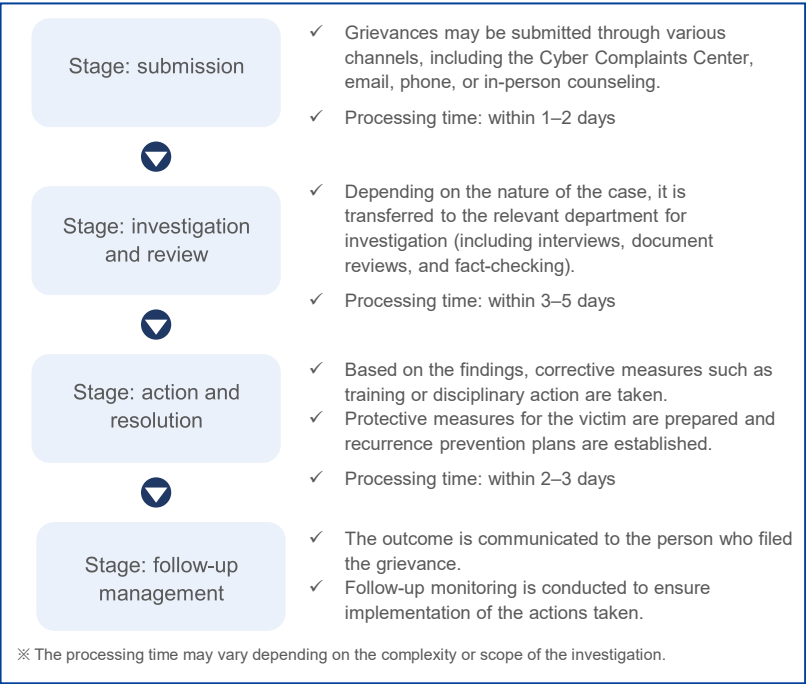 Stage: submission
✓ Grievances may be submitted through various
channels, including the Cyber Complaints Center,
email, phone, or in-person counseling.
✓ Processing time: within 1–2 days
Stage: investigation
and review
✓ Depending on the nature of the case, it is
transferred to the relevant department for
investigation (including interviews, document
reviews, and fact-checking).
✓ Processing time: within 3–5 days
Stage: action and
resolution
✓ Based on the findings, corrective measures such as
training or disciplinary action are taken.
✓ Protective measures for the victim are prepared and
recurrence prevention plans are established.
✓ Processing time: within 2–3 days
Stage: follow-up
management
✓ The outcome is communicated to the person who filed
the grievance.
✓ Follow-up monitoring is conducted to ensure
implementation of the actions taken.
※ The processing time may vary depending on the complexity or scope of the investigation.